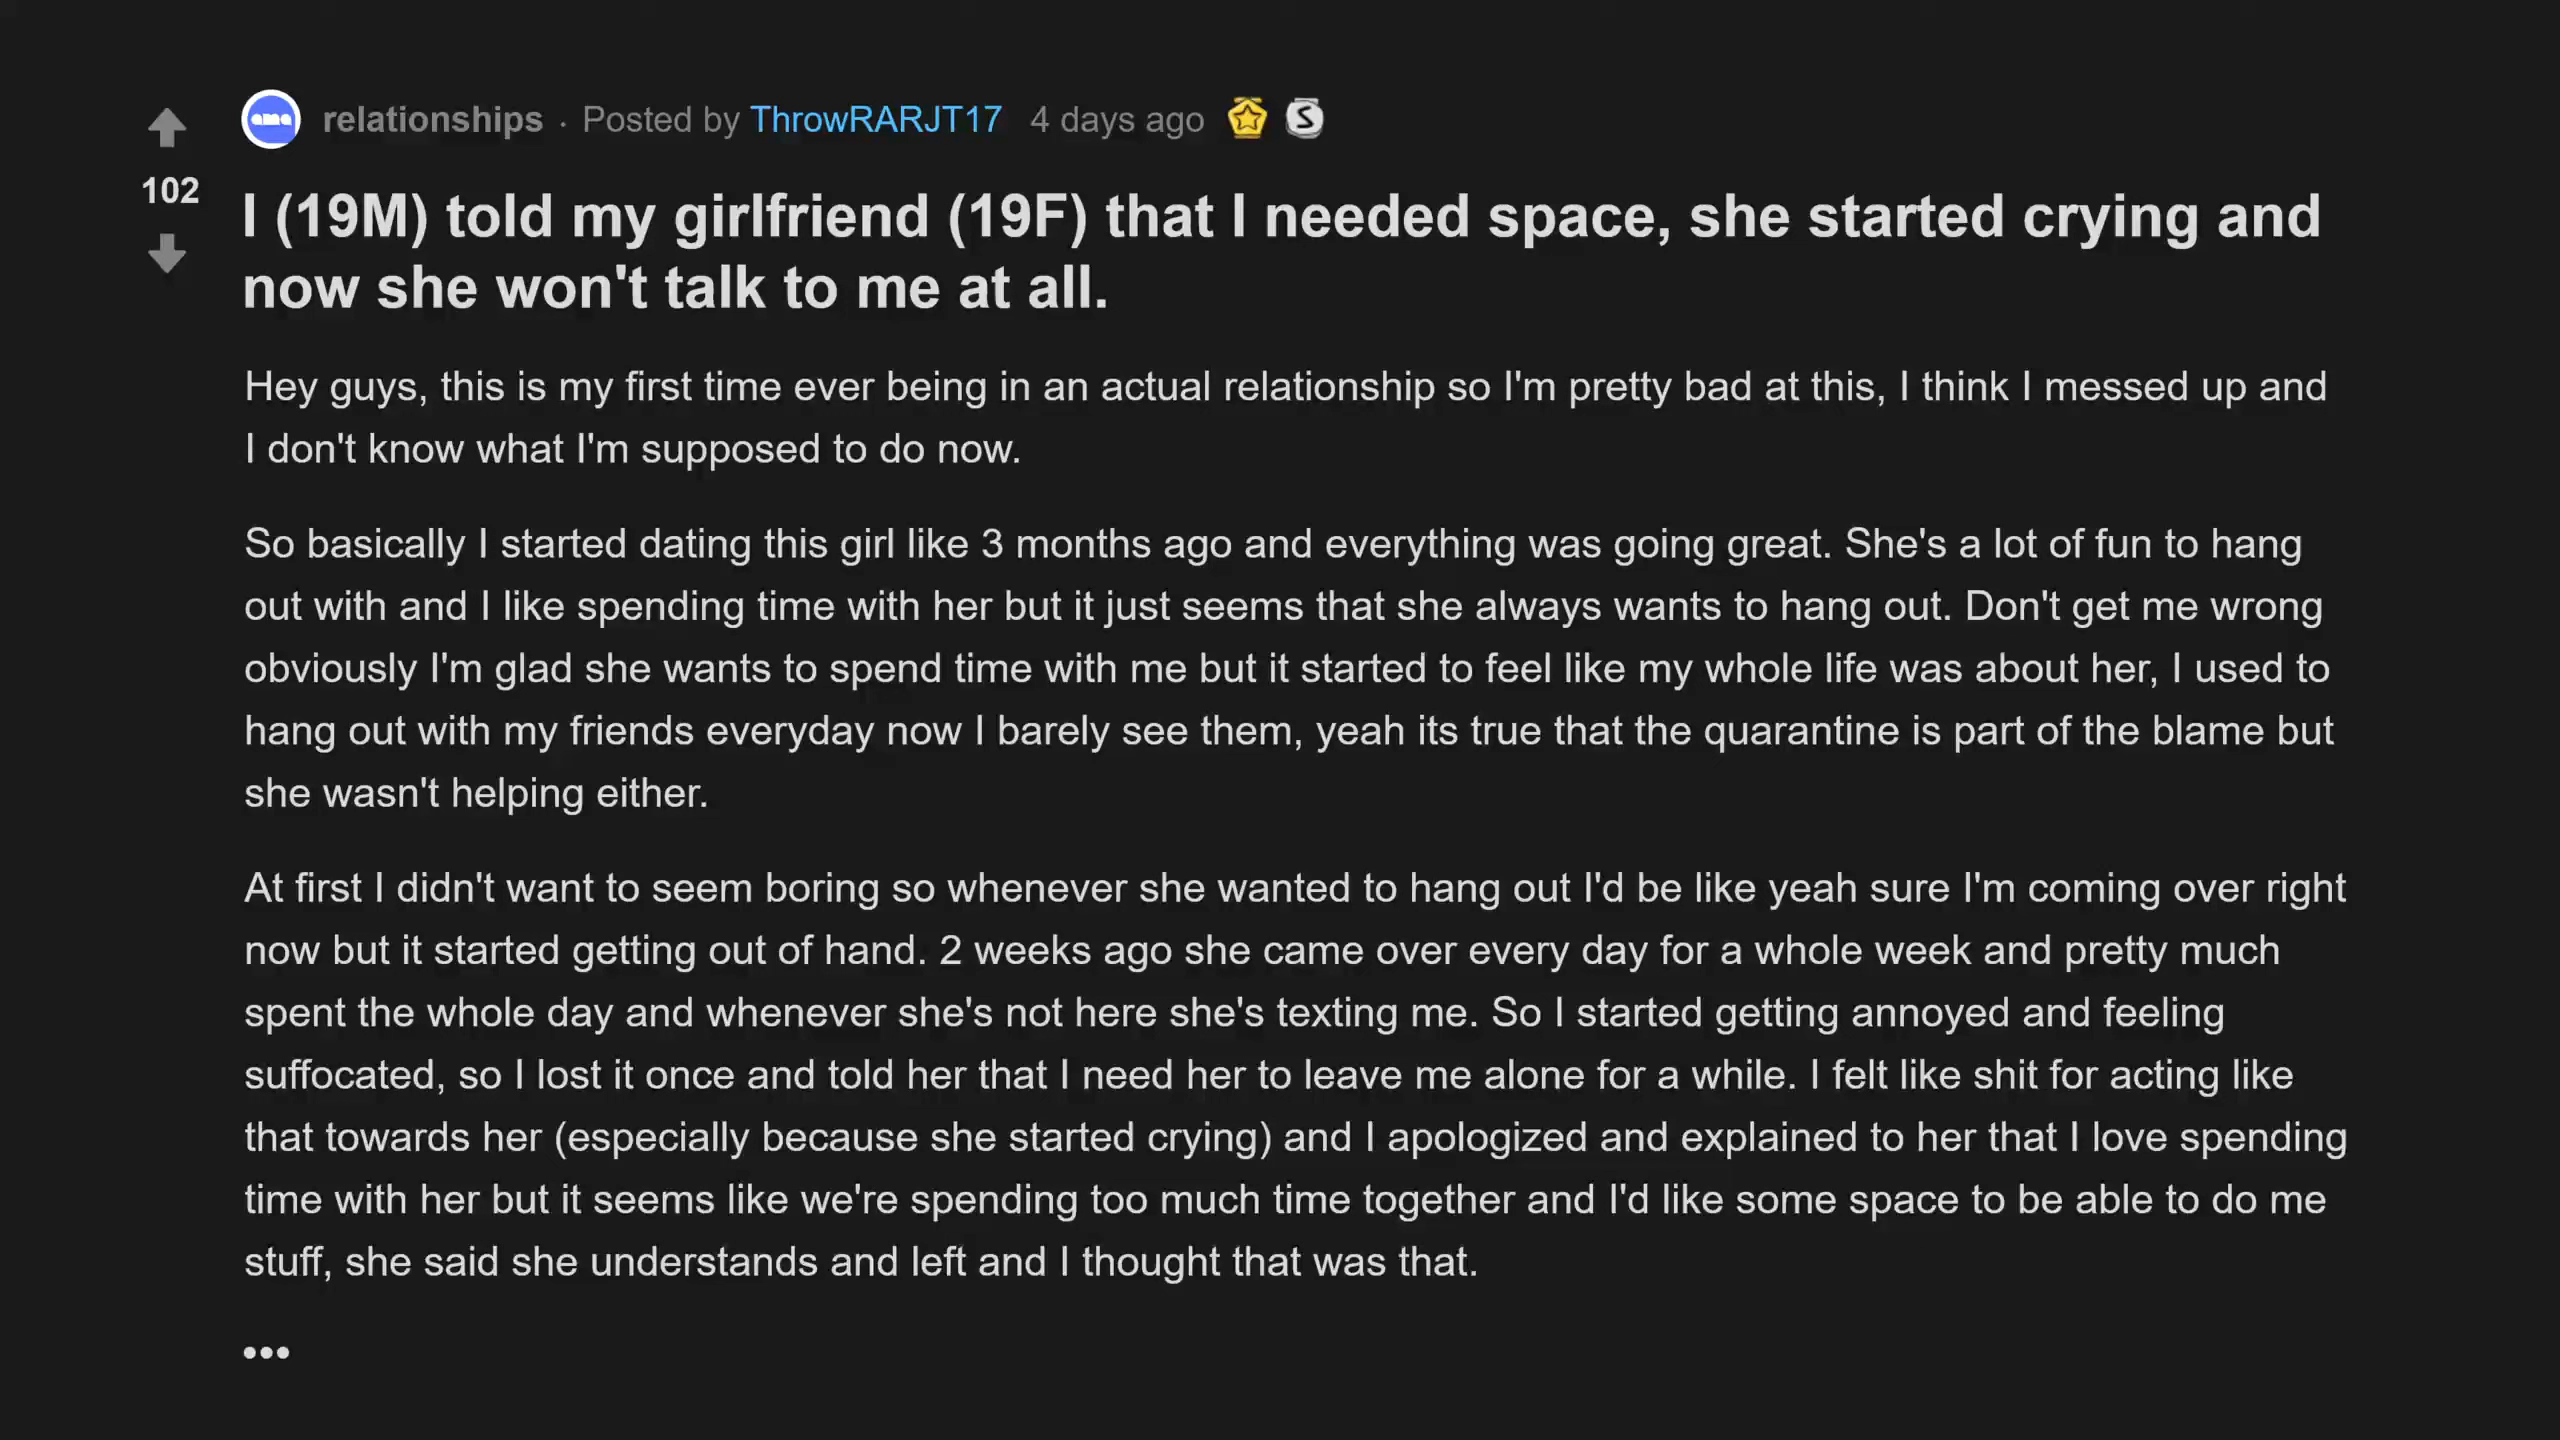 relationships · Posted by ThrowRARJT17 4 days ago
102
I (19M) told my girlfriend (19F) that I needed space, she started crying and
now she won't talk to me at all.
Hey guys, this is my first time ever being in an actual relationship so I'm pretty bad at this, I think I messed up and
I don't know what I'm supposed to do now.
So basically I started dating this girl like 3 months ago and everything was going great. She's a lot of fun to hang
out with and I like spending time with her but it just seems that she always wants to hang out. Don't get me wrong
obviously I'm glad she wants to spend time with me but it started to feel like my whole life was about her, I used to
hang out with my friends everyday now I barely see them, yeah its true that the quarantine is part of the blame but
she wasn't helping either.
At first I didn't want to seem boring so whenever she wanted to hang out I'd be like yeah sure I'm coming over right
now but it started getting out of hand. 2 weeks ago she came over every day for a whole week and pretty much
spent the whole day and whenever she's not here she's texting me. So I started getting annoyed and feeling
suffocated, so I lost it once and told her that I need her to leave me alone for a while. I felt like shit for acting like
that towards her (especially because she started crying) and I apologized and explained to her that I love spending
time with her but it seems like we're spending too much time together and I'd like some space to be able to do me
stuff, she said she understands and left and I thought that was that.
•••